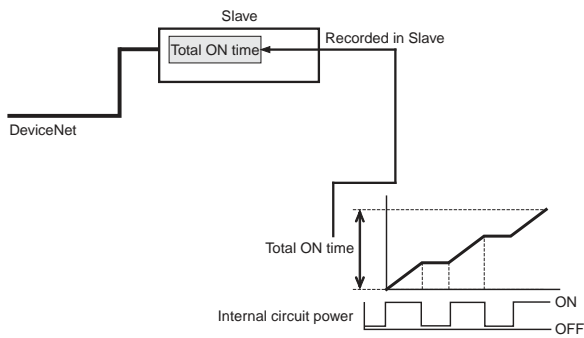 Slave
Total ON time
Recorded in Slave
DeviceNet
Total ON time
Internal circuit power
ON
OFF